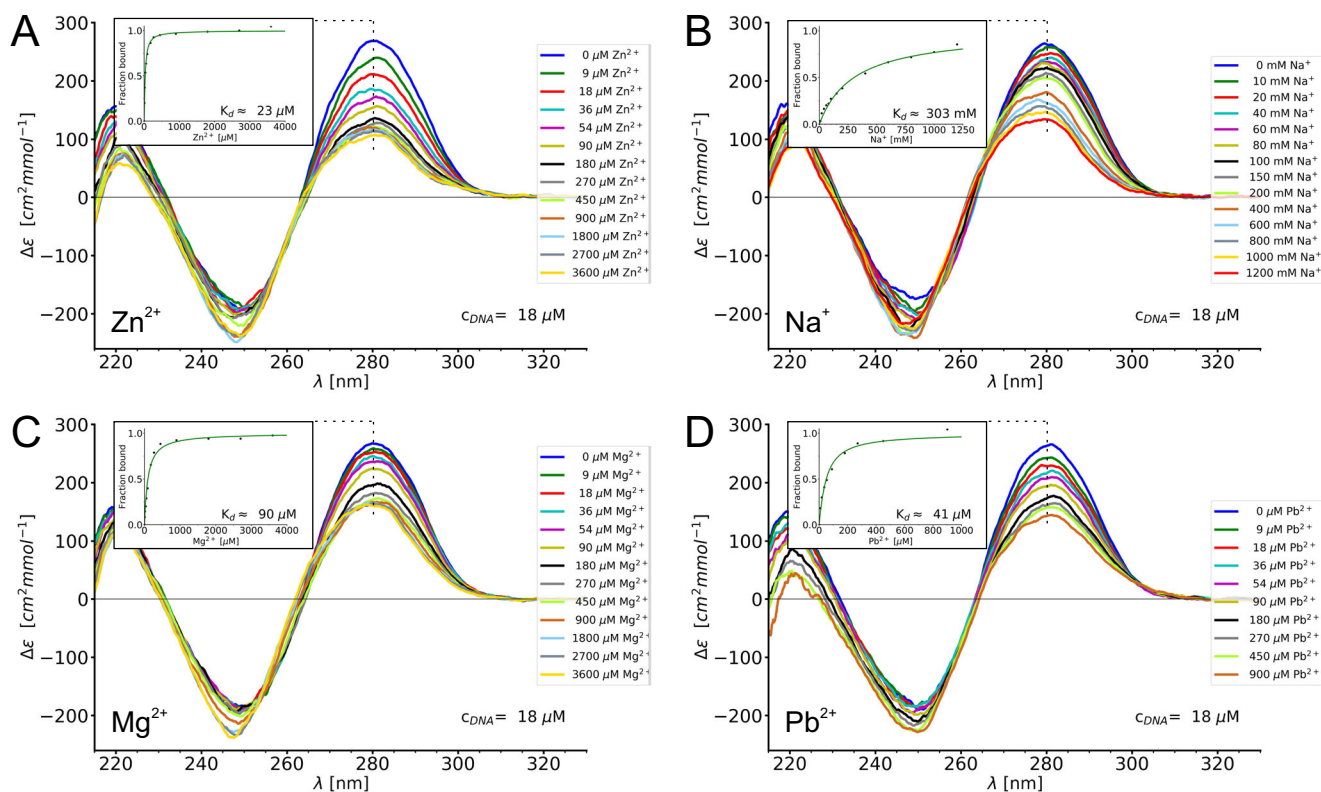 A
300
200
100
0
−100
−200
Δε [cm²mmol⁻¹]
1.0
0.5
0.0
Fraction bound
K_d ≈ 23 μM
0 1000 2000 3000 4000
Zn²⁺ [μM]
0 μM Zn²⁺
9 μM Zn²⁺
18 μM Zn²⁺
36 μM Zn²⁺
54 μM Zn²⁺
90 μM Zn²⁺
180 μM Zn²⁺
270 μM Zn²⁺
450 μM Zn²⁺
900 μM Zn²⁺
1800 μM Zn²⁺
2700 μM Zn²⁺
3600 μM Zn²⁺
Zn²⁺
c_DNA= 18 μM
220 240 260 280 300 320
λ [nm]
B
300
200
100
0
−100
−200
Δε [cm²mmol⁻¹]
1.0
0.5
0.0
Fraction bound
K_d ≈ 303 mM
0 250 500 750 1000 1250
Na⁺ [mM]
0 mM Na⁺
10 mM Na⁺
20 mM Na⁺
40 mM Na⁺
60 mM Na⁺
80 mM Na⁺
100 mM Na⁺
150 mM Na⁺
200 mM Na⁺
400 mM Na⁺
600 mM Na⁺
800 mM Na⁺
1000 mM Na⁺
1200 mM Na⁺
Na⁺
c_DNA= 18 μM
220 240 260 280 300 320
λ [nm]
C
300
200
100
0
−100
−200
Δε [cm²mmol⁻¹]
1.0
0.5
0.0
Fraction bound
K_d ≈ 90 μM
0 1000 2000 3000 4000
Mg²⁺ [μM]
0 μM Mg²⁺
9 μM Mg²⁺
18 μM Mg²⁺
36 μM Mg²⁺
54 μM Mg²⁺
90 μM Mg²⁺
180 μM Mg²⁺
270 μM Mg²⁺
450 μM Mg²⁺
900 μM Mg²⁺
1800 μM Mg²⁺
2700 μM Mg²⁺
3600 μM Mg²⁺
Mg²⁺
c_DNA= 18 μM
220 240 260 280 300 320
λ [nm]
D
300
200
100
0
−100
−200
Δε [cm²mmol⁻¹]
1.0
0.5
0.0
Fraction bound
K_d ≈ 41 μM
0 200 400 600 800 1000
Pb²⁺ [μM]
0 μM Pb²⁺
9 μM Pb²⁺
18 μM Pb²⁺
36 μM Pb²⁺
54 μM Pb²⁺
90 μM Pb²⁺
180 μM Pb²⁺
270 μM Pb²⁺
450 μM Pb²⁺
900 μM Pb²⁺
Pb²⁺
c_DNA= 18 μM
220 240 260 280 300 320
λ [nm]